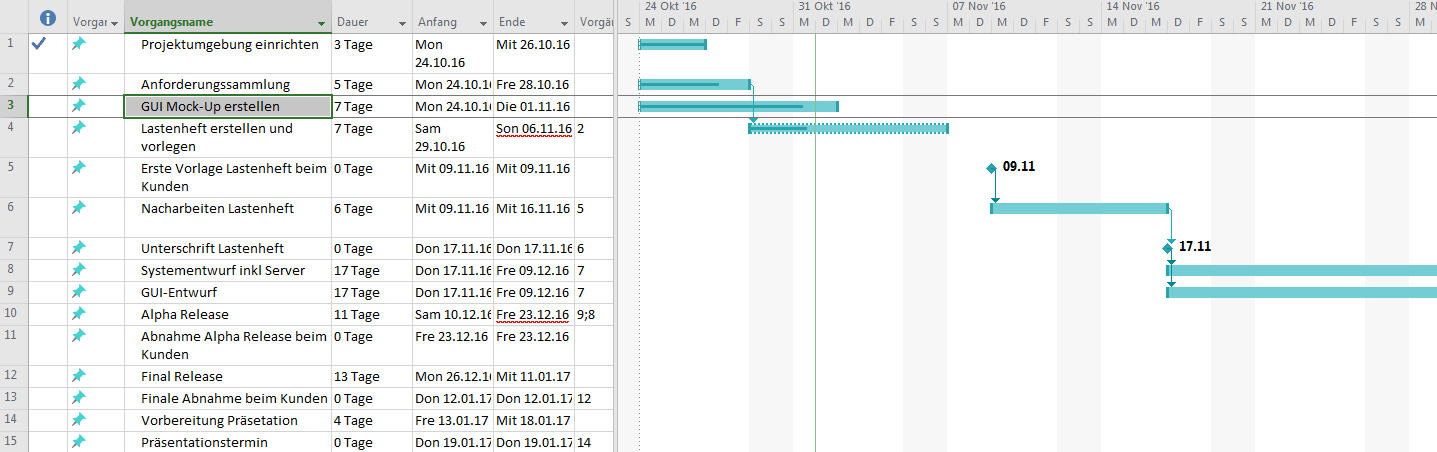 24 Okt '16 31 Okt '16 07 Nov '16 14 Nov '16 21 Nov '16 28 N
Vorgar Vorgangsname Dauer Anfang Ende Vorgär S M D M D F S S M D M D F S S M D M D F S S M D M D F S S M D M D F S S M D
1 Projektumgebung einrichten 3 Tage Mon Mit 26.10.16
24.10.16
2 Anforderungssammlung 5 Tage Mon 24.10.16 Fre 28.10.16
3 GUI Mock-Up erstellen 7 Tage Mon 24.10.16 Die 01.11.16
4 Lastenheft erstellen und 7 Tage Sam Son 06.11.16 2
vorlegen 29.10.16
5 Erste Vorlage Lastenheft beim 0 Tage Mit 09.11.16 Mit 09.11.16 09.11
Kunden
6 Nacharbeiten Lastenheft 6 Tage Mit 09.11.16 Mit 16.11.16 5
7 Unterschrift Lastenheft 0 Tage Don 17.11.16 Don 17.11.16 6 17.11
8 Systementwurf inkl Server 17 Tage Don 17.11.16 Fre 09.12.16 7
9 GUI-Entwurf 17 Tage Don 17.11.16 Fre 09.12.16 7
10 Alpha Release 11 Tage Sam 10.12.16 Fre 23.12.16 9;8
11 Abnahme Alpha Release beim 0 Tage Fre 23.12.16 Fre 23.12.16
Kunden
12 Final Release 13 Tage Mon 26.12.16 Mit 11.01.17
13 Finale Abnahme beim Kunden 0 Tage Don 12.01.17 Don 12.01.17 12
14 Vorbereitung Präsetation 4 Tage Fre 13.01.17 Mit 18.01.17
15 Präsentationstermin 0 Tage Don 19.01.17 Don 19.01.17 14